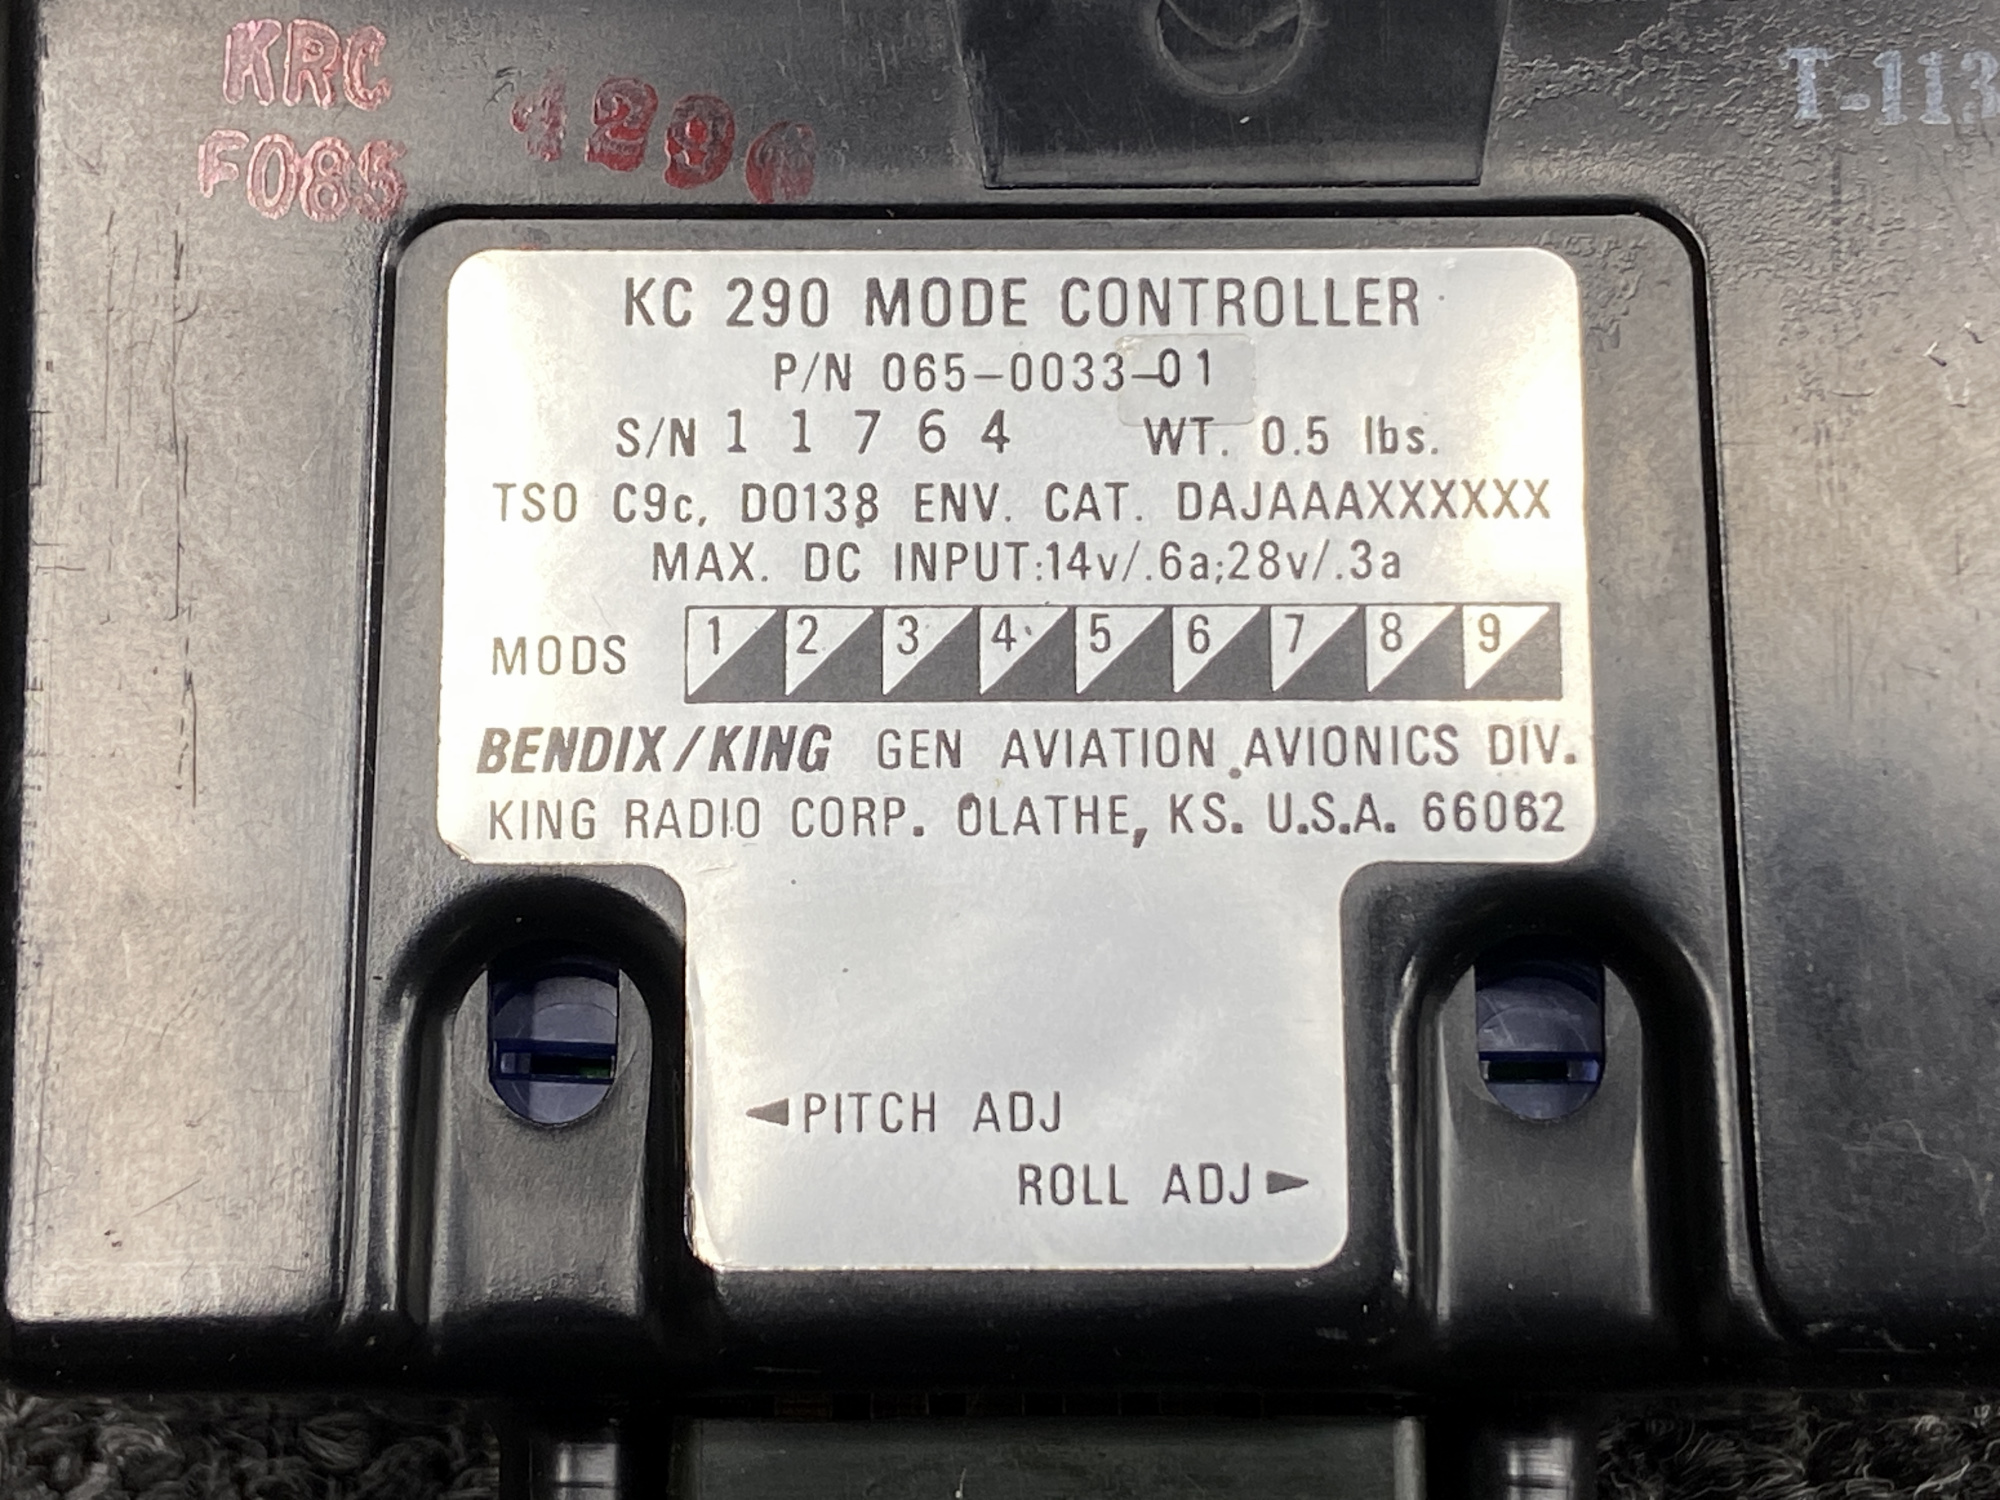 KRC
F085
1296
T-113
KC 290 MODE CONTROLLER
P/N 065-0033-01
S/N 1 1 7 6 4 WT. 0.5 lbs.
TSO C9c, DO138 ENV. CAT. DAJAAAXXXXXX
MAX. DC INPUT:14v/.6a;28v/.3a
MODS 1 2 3 4 5 6 7 8 9
BENDIX/KING GEN AVIATION AVIONICS DIV.
KING RADIO CORP. OLATHE, KS. U.S.A. 66062
◄PITCH ADJ
ROLL ADJ►